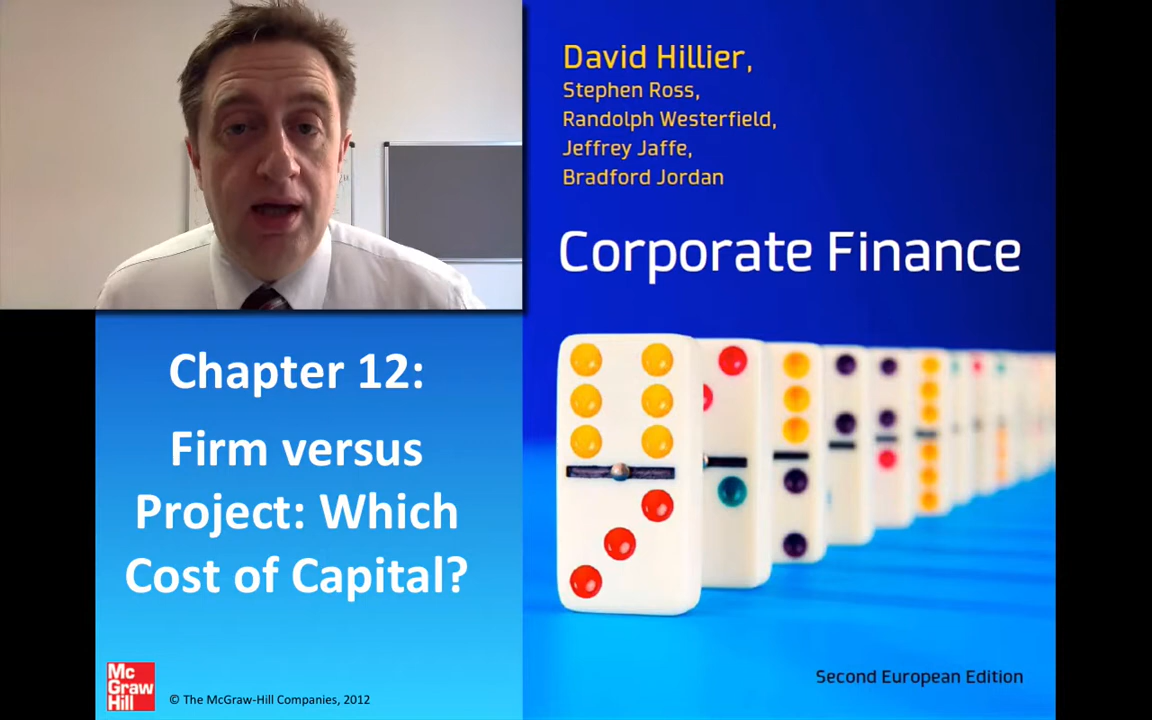 David Hillier,
Stephen Ross,
Randolph Westerfield,
Jeffrey Jaffe,
Bradford Jordan
Corporate Finance
Chapter 12:
Firm versus
Project: Which
Cost of Capital?
Mc
Graw
Hill
© The McGraw-Hill Companies, 2012
Second European Edition